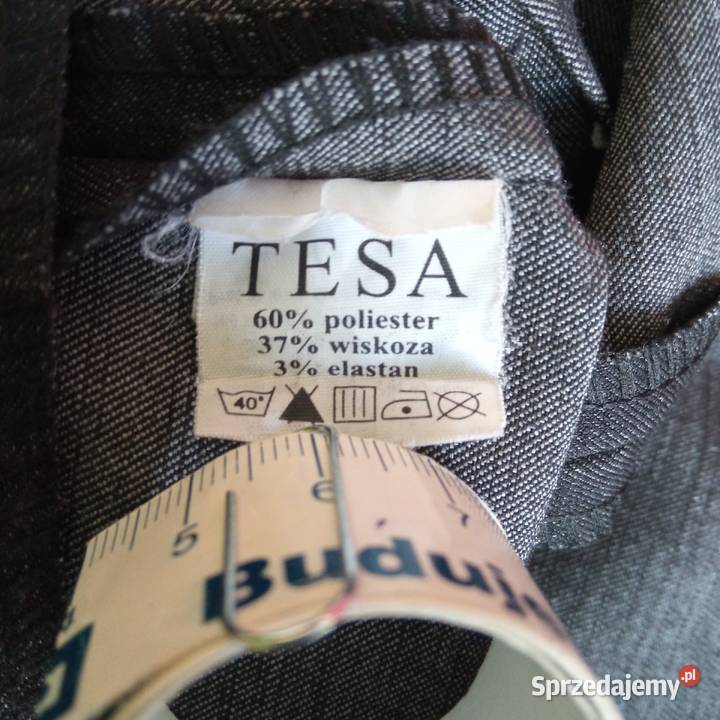 TESA
60% poliester
37% wiskoza
3% elastan
40°
5 6 7
Buduj
Sprzedajemy.pl